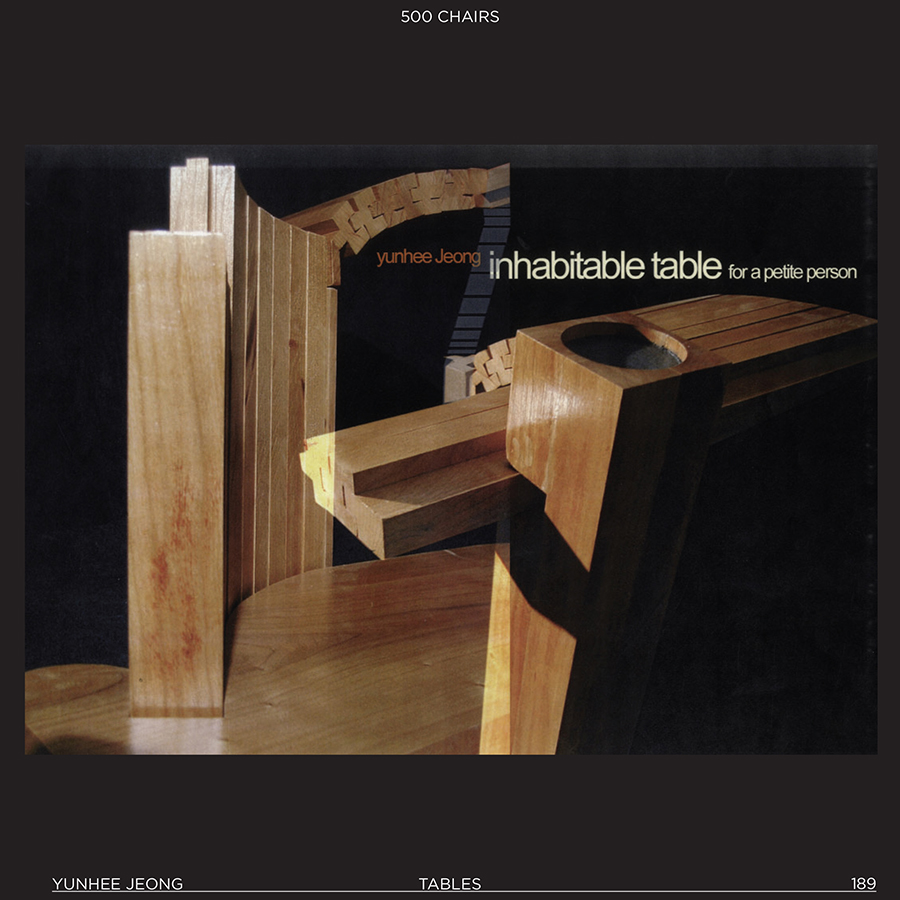 500 CHAIRS
yunhee Jeong inhabitable table for a petite person
YUNHEE JEONG TABLES 189